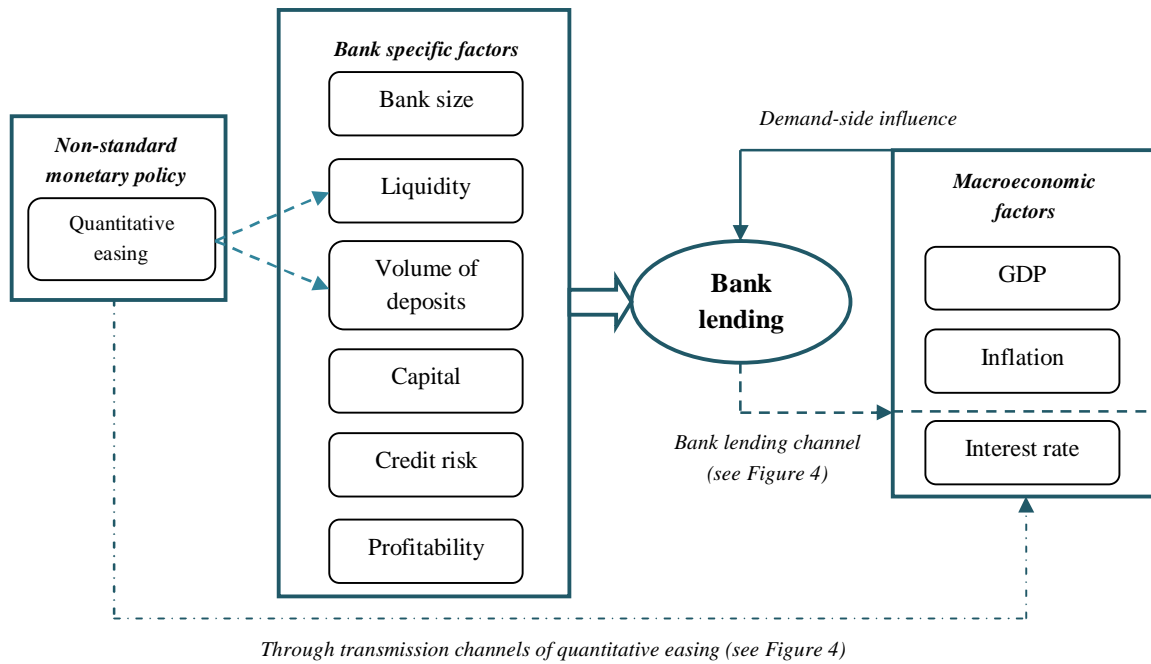 Non-standard
monetary policy
Quantitative
easing
Bank specific factors
Bank size
Liquidity
Volume of
deposits
Capital
Credit risk
Profitability
Demand-side influence
Bank
lending
Bank lending channel
(see Figure 4)
Macroeconomic
factors
GDP
Inflation
Interest rate
Through transmission channels of quantitative easing (see Figure 4)